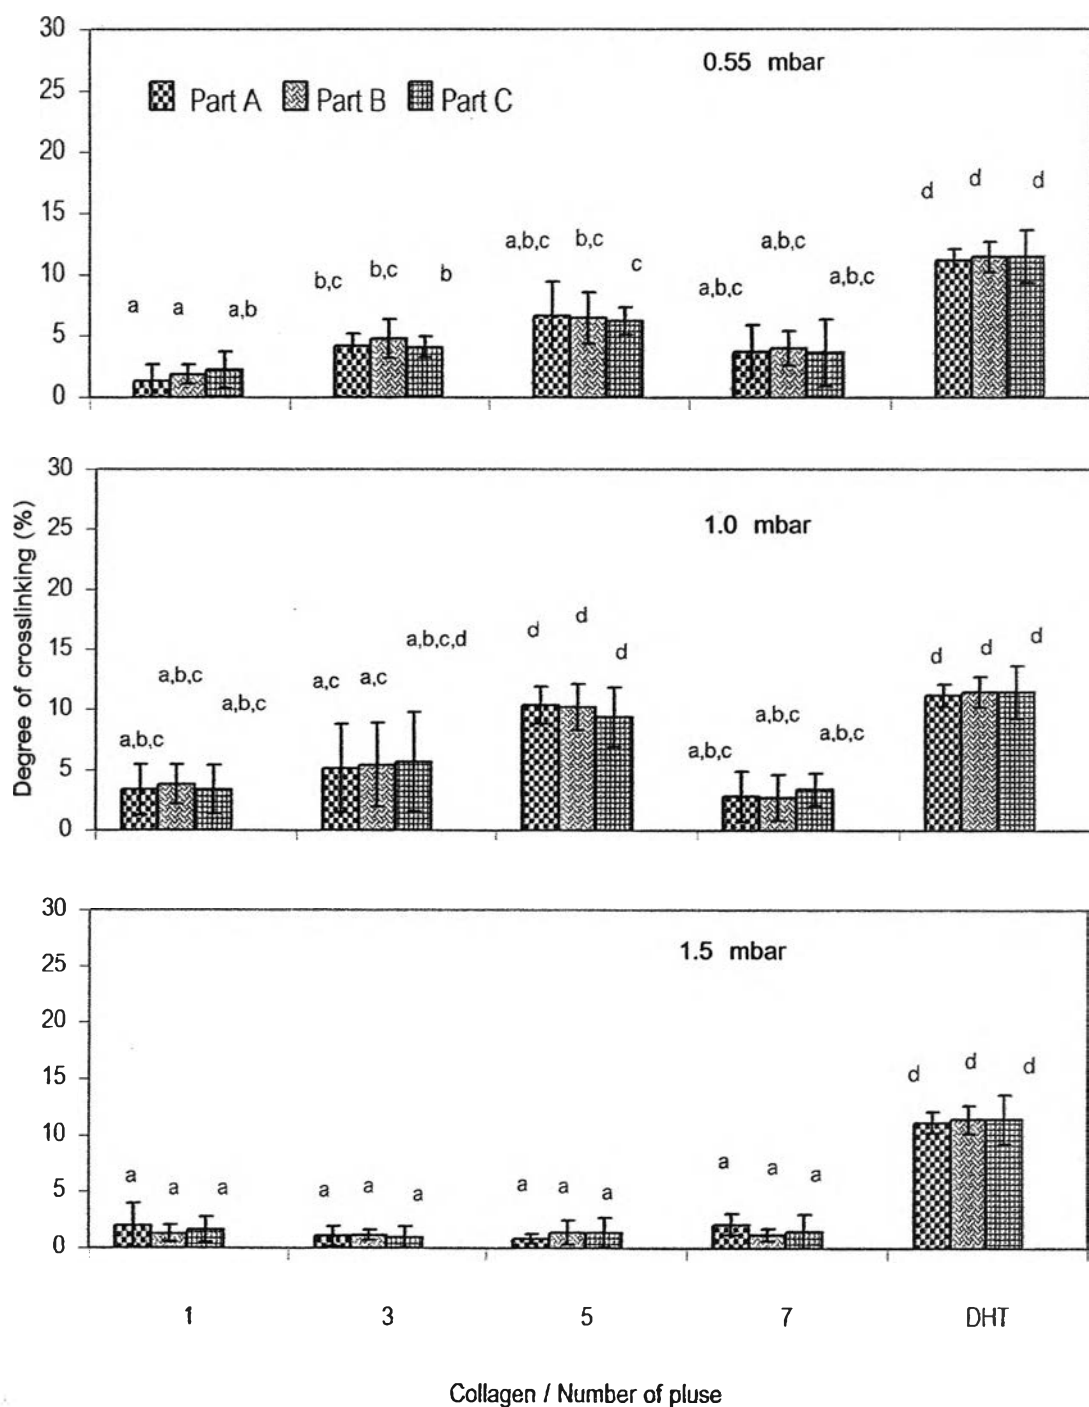 30
0.55 mbar
25
Part A Part B Part C
20
15
d d d
a,b,c b,c c
a,b,c a,b,c a,b,c
b,c b,c b
10
a a a,b
5
0
30
1.0 mbar
25
20
15
a,b,c a,b,c a,b,c
a,c a,c a,b,c,d
d d d
a,b,c a,b,c a,b,c
d d d
10
5
0
Degree of crosslinking (%)
30
1.5 mbar
25
20
15
d d d
10
5
a a a a a a a a a a a a
0
1 3 5 7 DHT
Collagen / Number of pluse